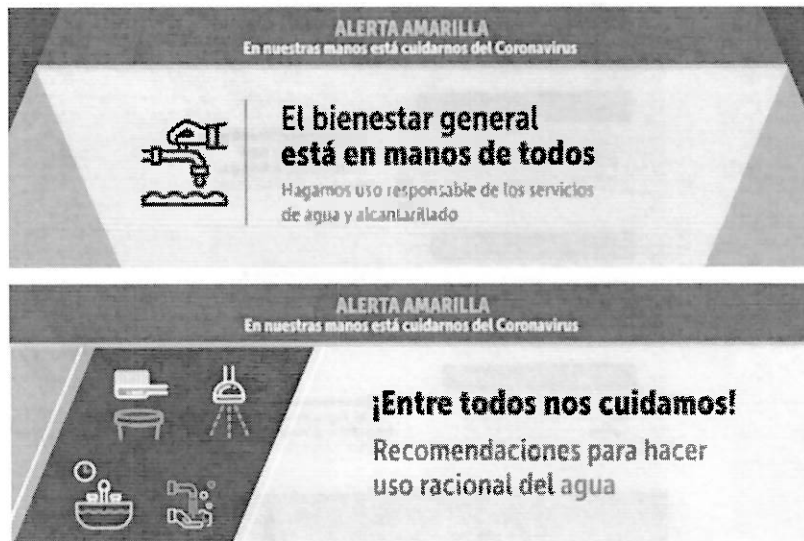 ALERTA AMARILLA
En nuestras manos está cuidarnos del Coronavirus
El bienestar general
está en manos de todos
Hagamos uso responsable de los servicios
de agua y alcantarillado
ALERTA AMARILLA
En nuestras manos está cuidarnos del Coronavirus
¡Entre todos nos cuidamos!
Recomendaciones para hacer
uso racional del agua